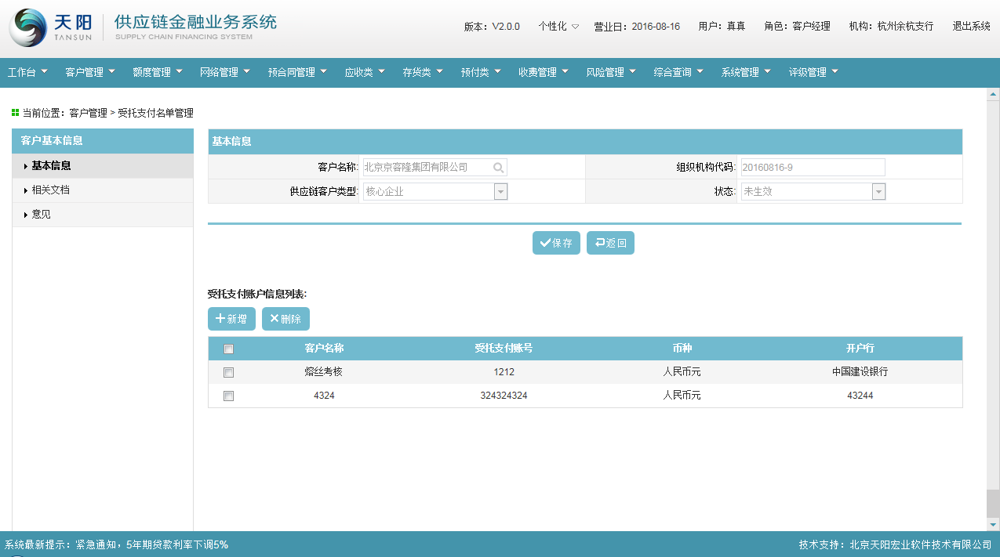 天阳 TANSUN 供应链金融业务系统
SUPPLY CHAIN FINANCING SYSTEM
版本：V2.0.0 个性化 营业日：2016-08-16 用户：真真 角色：客户经理 机构：杭州余杭支行 退出系统
工作台 客户管理 额度管理 网络管理 预合同管理 应收类 存货类 预付类 收费管理 风险管理 综合查询 系统管理 评级管理
当前位置：客户管理 > 受托支付名单管理
客户基本信息
基本信息
相关文档
意见
基本信息
客户名称: 北京京客隆集团有限公司 组织机构代码: 20160816-9
供应链客户类型: 核心企业 状态: 未生效
保存 返回
受托支付账户信息列表:
新增 删除
客户名称 受托支付账号 币种 开户行
熔丝考核 1212 人民币元 中国建设银行
4324 324324324 人民币元 43244
系统最新提示：紧急通知，5年期贷款利率下调5% 技术支持：北京天阳宏业软件技术有限公司